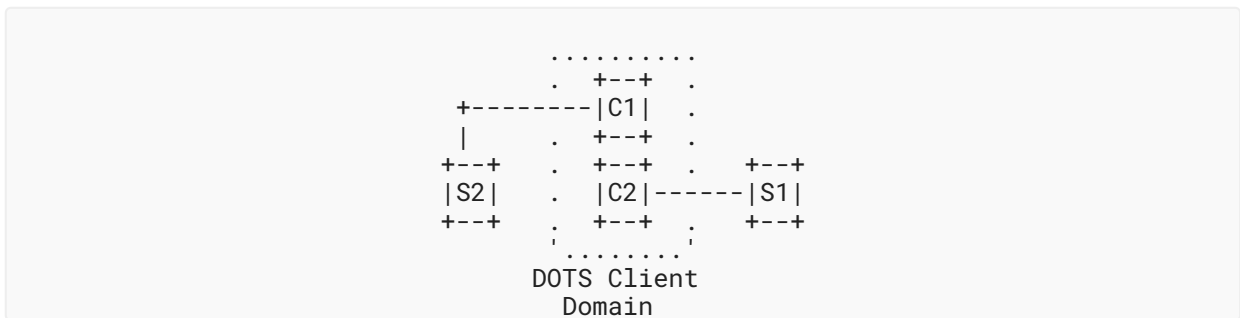 ..........
.  +--+  .
+--------|C1|  .
|     .  +--+  .
+--+   .  +--+  .   +--+
|S2|   .  |C2|------|S1|
+--+   .  +--+  .   +--+
'........'
DOTS Client
Domain